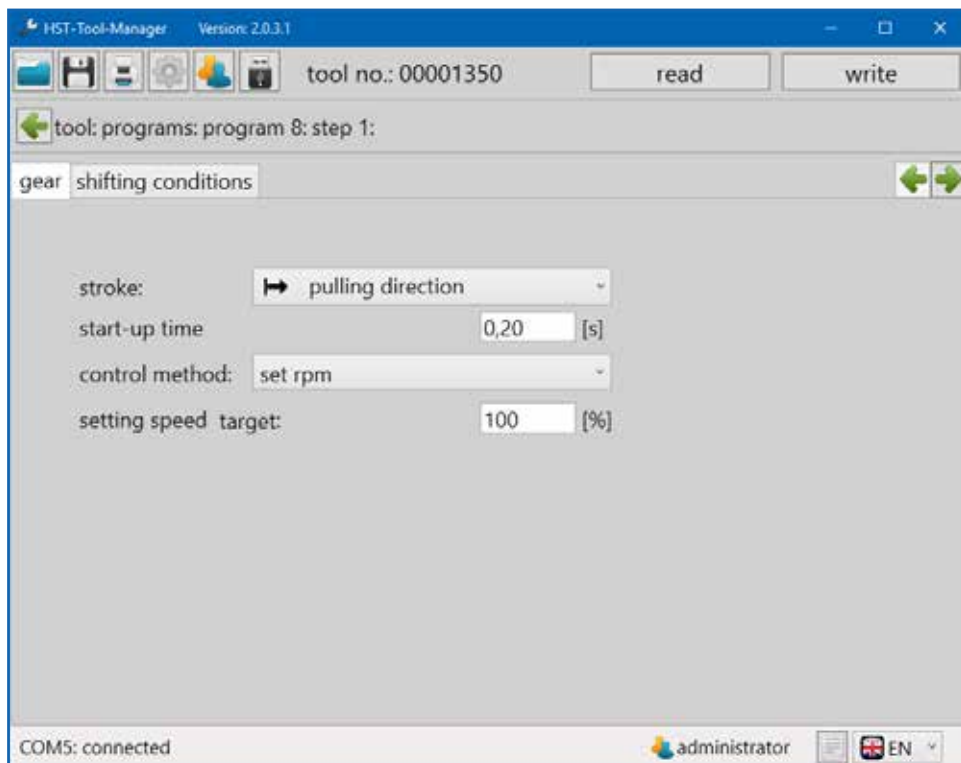 HST-Tool-Manager Version: 2.0.3.1
tool no.: 00001350 read write
tool: programs: program 8: step 1:
gear shifting conditions
stroke: pulling direction
start-up time 0,20 [s]
control method: set rpm
setting speed target: 100 [%]
COM5: connected administrator EN